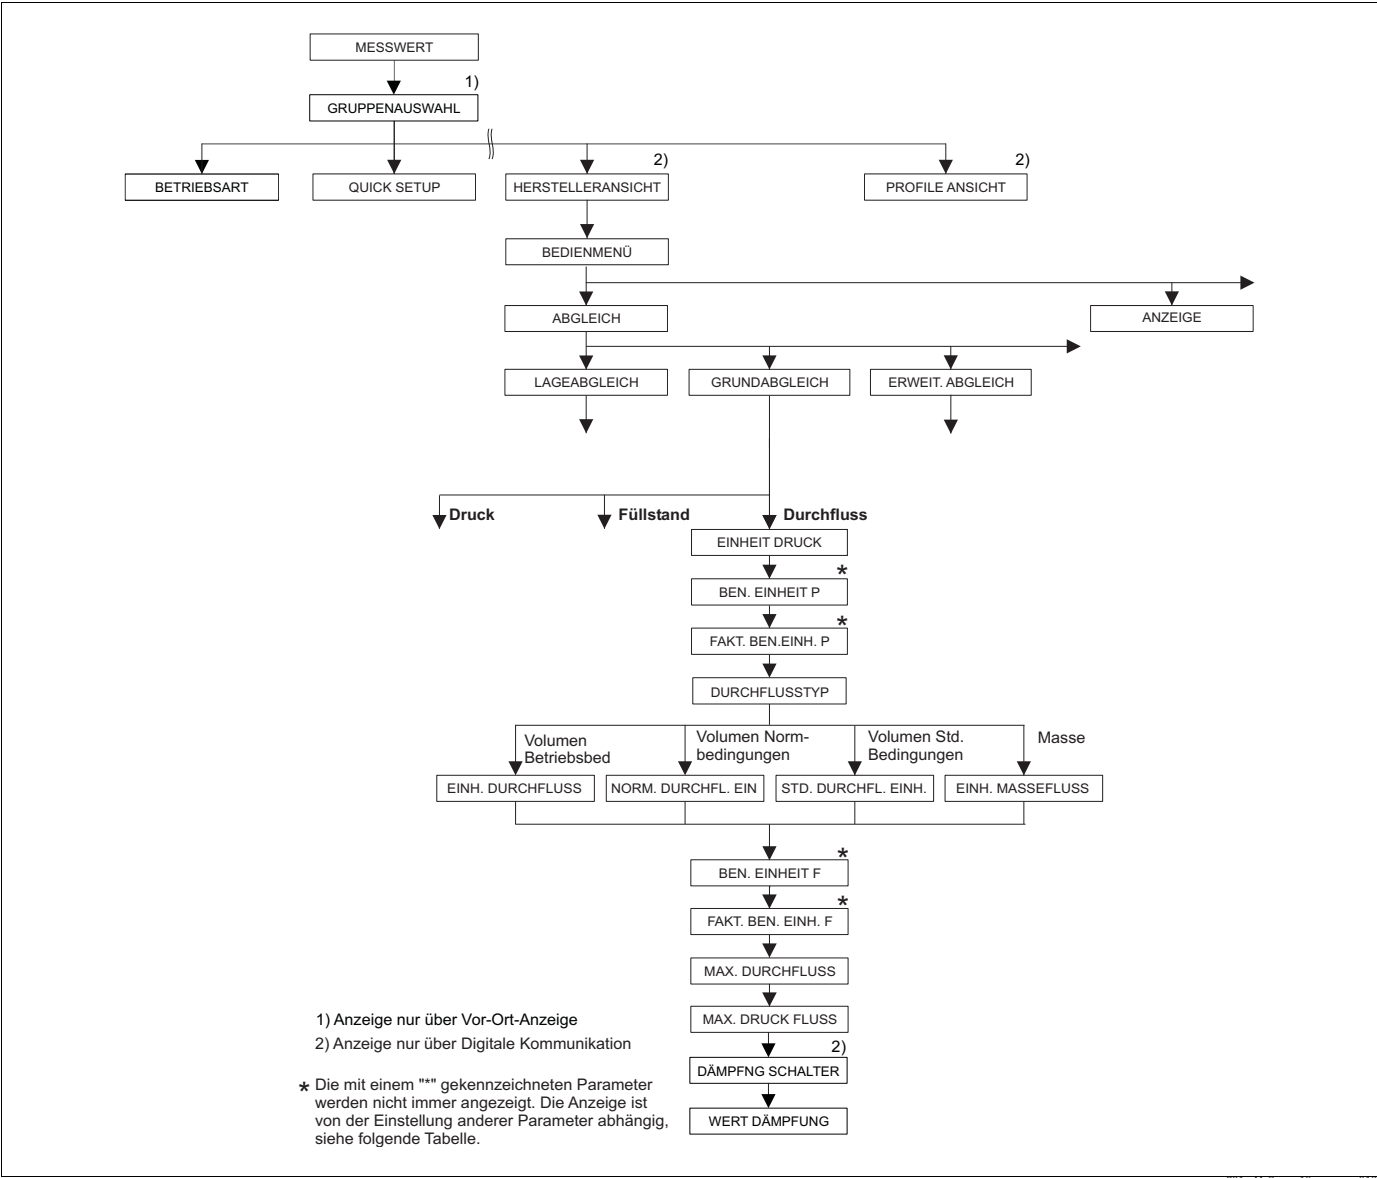 MESSWERT
1)
GRUPPENAUSWAHL
2)
2)
BETRIEBSART
QUICK SETUP
HERSTELLERANSICHT
PROFILE ANSICHT
BEDIENMENÜ
ABGLEICH
ANZEIGE
LAGEABGLEICH
GRUNDABGLEICH
ERWEIT. ABGLEICH
Druck
Füllstand
Durchfluss
EINHEIT DRUCK
*
BEN. EINHEIT P
*
FAKT. BEN.EINH. P
DURCHFLUSSTYP
Volumen
Betriebsbed
Volumen Norm-
bedingungen
Volumen Std.
Bedingungen
Masse
EINH. DURCHFLUSS
NORM. DURCHFL. EIN
STD. DURCHFL. EINH.
EINH. MASSEFLUSS
*
BEN. EINHEIT F
*
FAKT. BEN. EINH. F
MAX. DURCHFLUSS
MAX. DRUCK FLUSS
2)
DÄMPFNG SCHALTER
WERT DÄMPFUNG
1) Anzeige nur über Vor-Ort-Anzeige
2) Anzeige nur über Digitale Kommunikation
* Die mit einem "*" gekennzeichneten Parameter
werden nicht immer angezeigt. Die Anzeige ist
von der Einstellung anderer Parameter abhängig,
siehe folgende Tabelle.